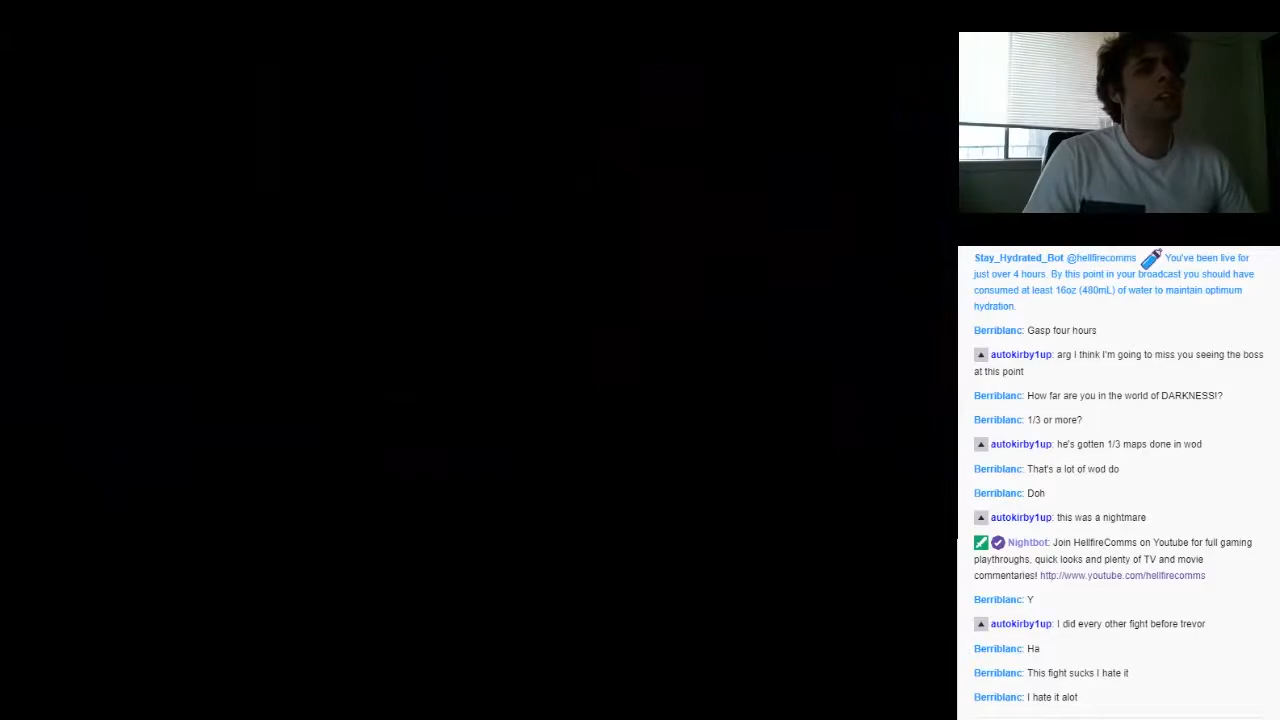 Stay_Hydrated_Bot @hellfirecomms You've been live for
just over 4 hours. By this point in your broadcast you should have
consumed at least 16oz (480mL) of water to maintain optimum
hydration.
Berriblanc: Gasp four hours
autokirby1up: arg I think I'm going to miss you seeing the boss
at this point
Berriblanc: How far are you in the world of DARKNESS!?
Berriblanc: 1/3 or more?
autokirby1up: he's gotten 1/3 maps done in wod
Berriblanc: That's a lot of wod do
Berriblanc: Doh
autokirby1up: this was a nightmare
Nightbot: Join HellfireComms on Youtube for full gaming
playthroughs, quick looks and plenty of TV and movie
commentaries! http://www.youtube.com/hellfirecomms
Berriblanc: Y
autokirby1up: I did every other fight before trevor
Berriblanc: Ha
Berriblanc: This fight sucks I hate it
Berriblanc: I hate it alot